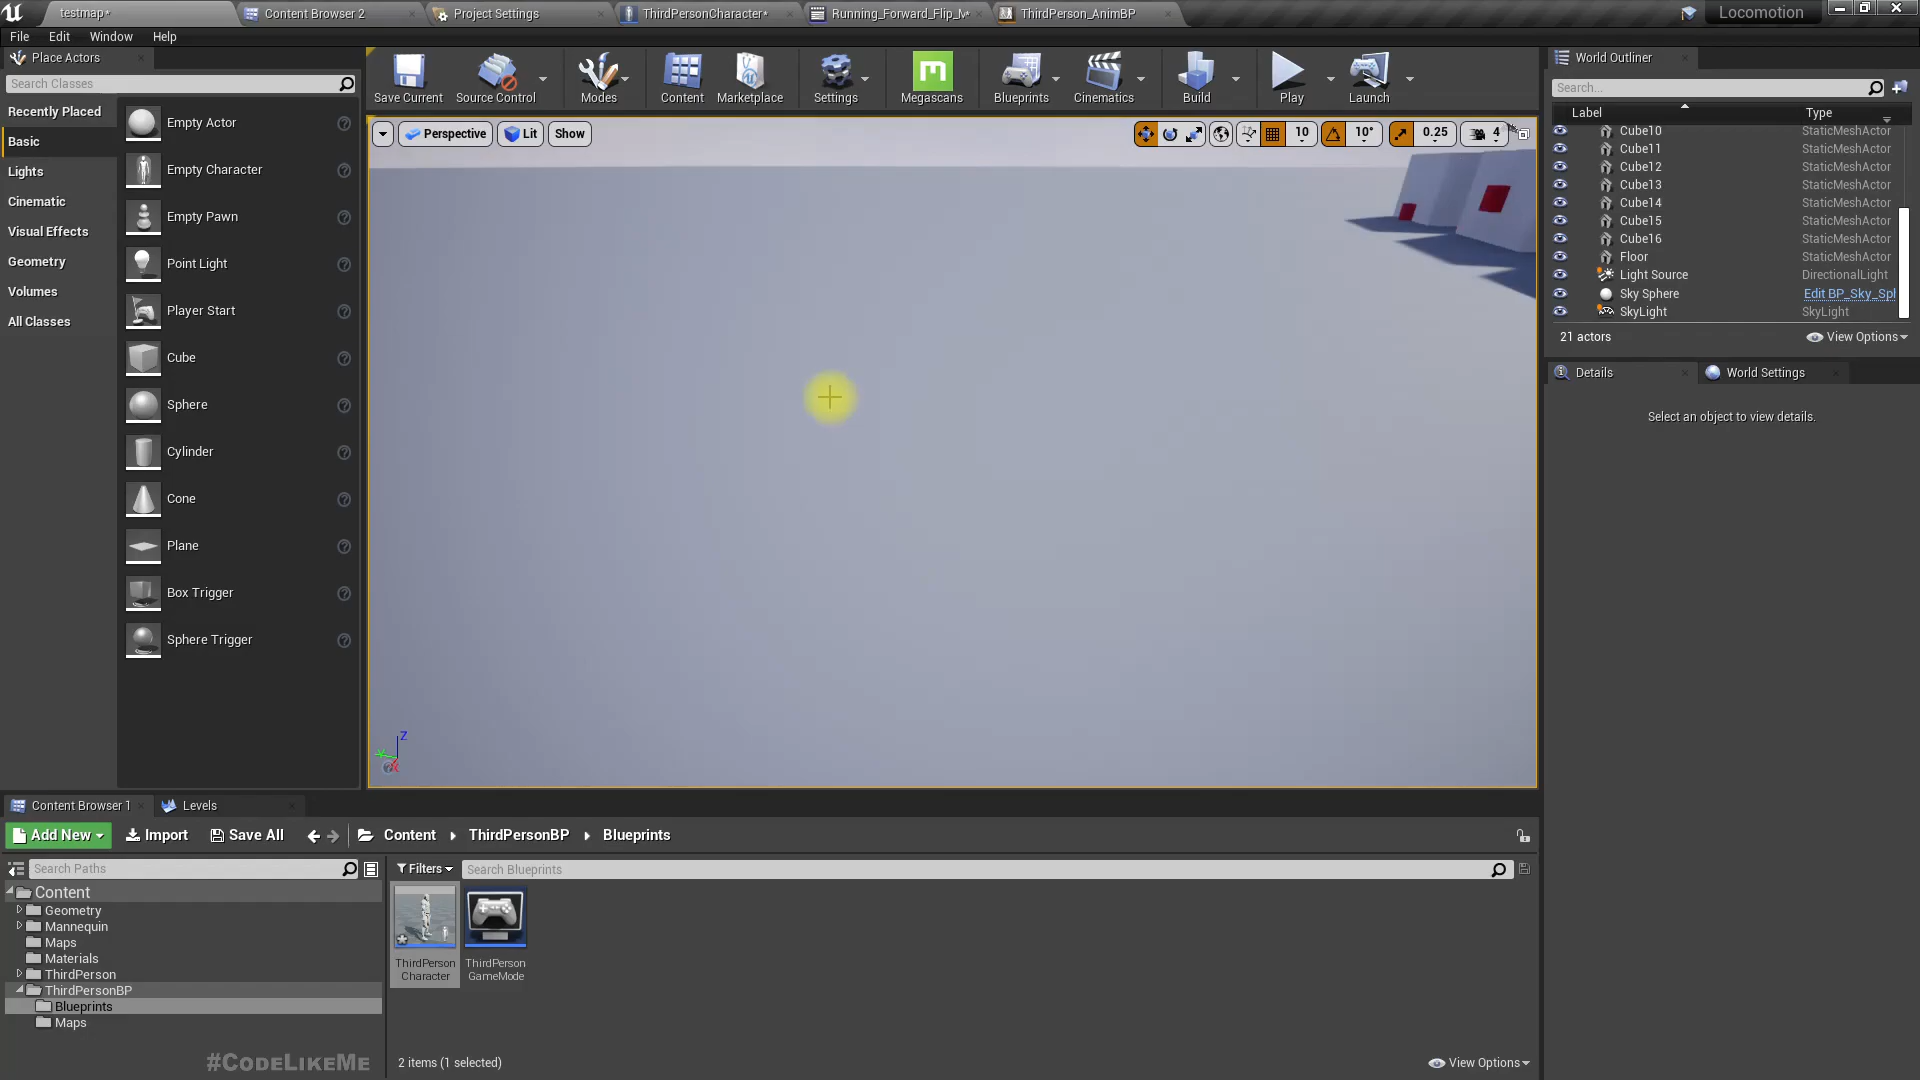 testmap*
Content Browser 2
Project Settings
ThirdPersonCharacter*
Running_Forward_Flip_M*
ThirdPerson_AnimBP
Locomotion
File
Edit
Window
Help
Place Actors
Search Classes
Recently Placed
Basic
Lights
Cinematic
Visual Effects
Geometry
Volumes
All Classes
Empty Actor
Empty Character
Empty Pawn
Point Light
Player Start
Cube
Sphere
Cylinder
Cone
Plane
Box Trigger
Sphere Trigger
Save Current
Source Control
Modes
Content
Marketplace
Settings
Megascans
Blueprints
Cinematics
Build
Play
Launch
Perspective
Lit
Show
10
10°
0.25
4
Z
Y
X
World Outliner
Search...
Label
Type
Cube10 StaticMeshActor
Cube11 StaticMeshActor
Cube12 StaticMeshActor
Cube13 StaticMeshActor
Cube14 StaticMeshActor
Cube15 StaticMeshActor
Cube16 StaticMeshActor
Floor StaticMeshActor
Light Source DirectionalLight
Sky Sphere Edit BP_Sky_Spl
SkyLight SkyLight
21 actors
View Options
Details
World Settings
Select an object to view details.
Content Browser 1
Levels
Add New
Import
Save All
Content
ThirdPersonBP
Blueprints
Search Paths
Filters
Search Blueprints
Content
Geometry
Mannequin
Maps
Materials
ThirdPerson
ThirdPersonBP
Blueprints
Maps
ThirdPerson
Character
ThirdPerson
GameMode
#CodeLikeMe
2 items (1 selected)
View Options